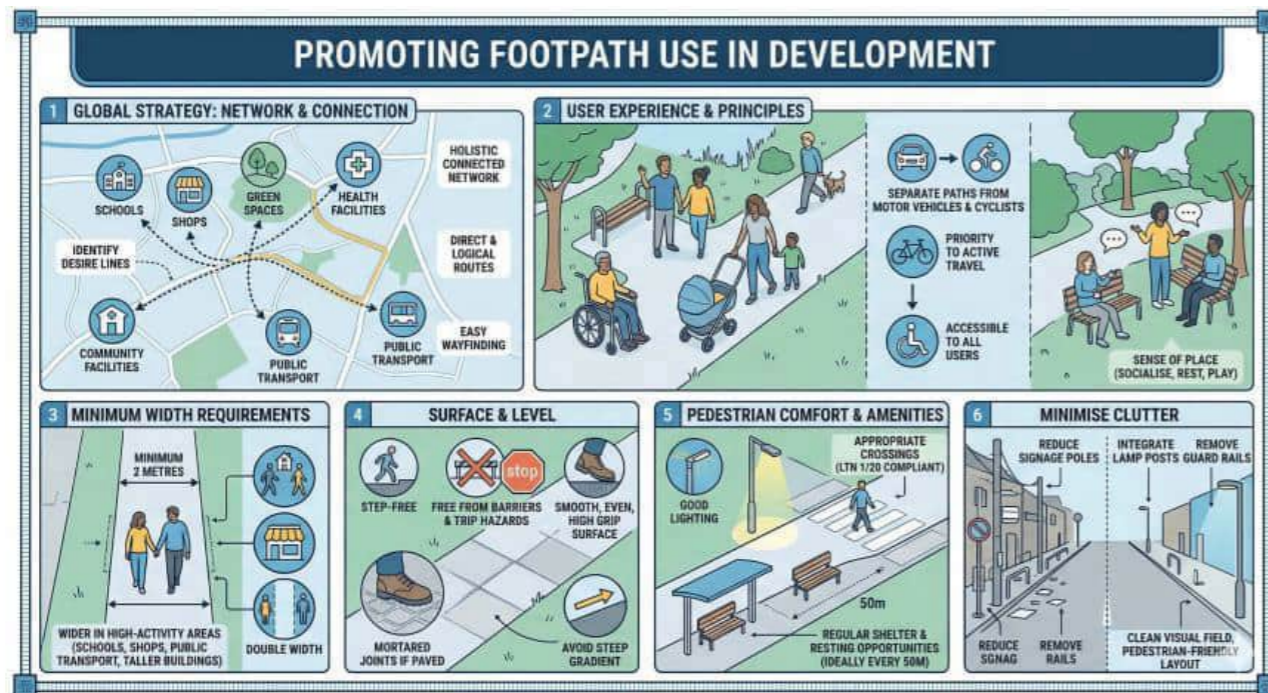 PROMOTING FOOTPATH USE IN DEVELOPMENT
1 GLOBAL STRATEGY: NETWORK & CONNECTION
SCHOOLS
SHOPS
GREEN
SPACES
HEALTH
FACILITIES
HOLISTIC
CONNECTED
NETWORK
IDENTIFY
DESIRE LINES
DIRECT &
LOGICAL
ROUTES
COMMUNITY
FACILITIES
PUBLIC
TRANSPORT
PUBLIC
TRANSPORT
EASY
WAYFINDING
2 USER EXPERIENCE & PRINCIPLES
SEPARATE PATHS FROM
MOTOR VEHICLES & CYCLISTS
PRIORITY
TO ACTIVE
TRAVEL
ACCESSIBLE
TO ALL
USERS
SENSE OF PLACE
(SOCIALISE, REST, PLAY)
3 MINIMUM WIDTH REQUIREMENTS
MINIMUM
2 METRES
WIDER IN HIGH-ACTIVITY AREAS
(SCHOOLS, SHOPS, PUBLIC
TRANSPORT, TALLER BUILDINGS)
DOUBLE WIDTH
4 SURFACE & LEVEL
STEP-FREE
stop
FREE FROM BARRIERS
& TRIP HAZARDS
SMOOTH, EVEN,
HIGH GRIP
SURFACE
MORTARED
JOINTS IF PAVED
AVOID STEEP
GRADIENT
5 PEDESTRIAN COMFORT & AMENITIES
GOOD
LIGHTING
APPROPRIATE
CROSSINGS
(LTN 1/20 COMPLIANT)
50m
REGULAR SHELTER &
RESTING OPPORTUNITIES
(IDEALLY EVERY 50M)
6 MINIMISE CLUTTER
REDUCE
SIGNAGE POLES
INTEGRATE
LAMP POSTS
REMOVE
GUARD RAILS
REDUCE
SGNAG
REMOVE
RAILS
CLEAN VISUAL FIELD,
PEDESTRIAN-FRIENDLY
LAYOUT